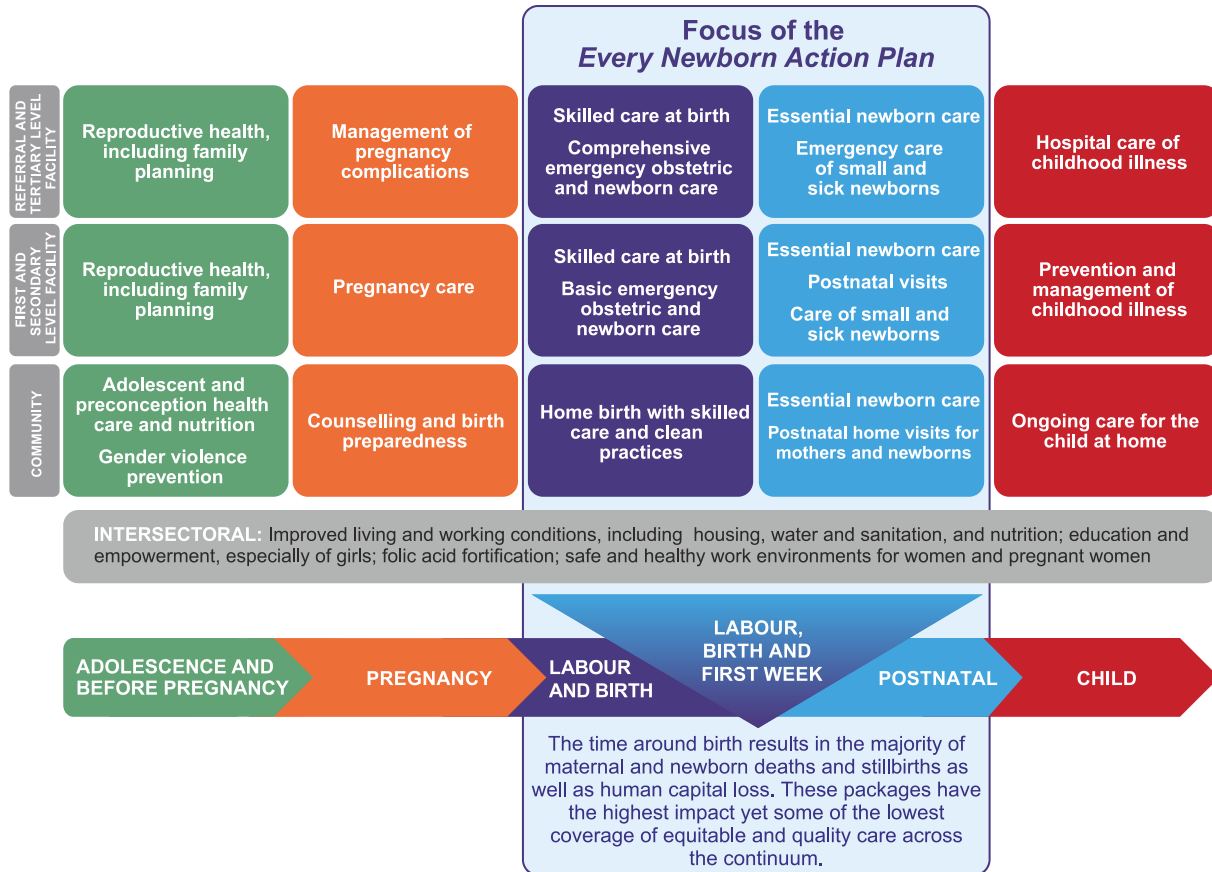 Focus of the
Every Newborn Action Plan
REFERRAL AND
TERTIARY LEVEL
FACILITY
Reproductive health,
including family
planning
Management of
pregnancy
complications
Skilled care at birth
Comprehensive
emergency obstetric
and newborn care
Essential newborn care
Emergency care
of small and
sick newborns
Hospital care of
childhood illness
FIRST AND
SECONDARY
LEVEL FACILITY
Reproductive health,
including family
planning
Pregnancy care
Skilled care at birth
Basic emergency
obstetric and
newborn care
Essential newborn care
Postnatal visits
Care of small and
sick newborns
Prevention and
management of
childhood illness
COMMUNITY
Adolescent and
preconception health
care and nutrition
Gender violence
prevention
Counselling and birth
preparedness
Home birth with skilled
care and clean
practices
Essential newborn care
Postnatal home visits for
mothers and newborns
Ongoing care for the
child at home
INTERSECTORAL: Improved living and working conditions, including housing, water and sanitation, and nutrition; education and
empowerment, especially of girls; folic acid fortification; safe and healthy work environments for women and pregnant women
ADOLESCENCE AND
BEFORE PREGNANCY
PREGNANCY
LABOUR
AND BIRTH
LABOUR,
BIRTH AND
FIRST WEEK
POSTNATAL
CHILD
The time around birth results in the majority of
maternal and newborn deaths and stillbirths as
well as human capital loss. These packages have
the highest impact yet some of the lowest
coverage of equitable and quality care across
the continuum.